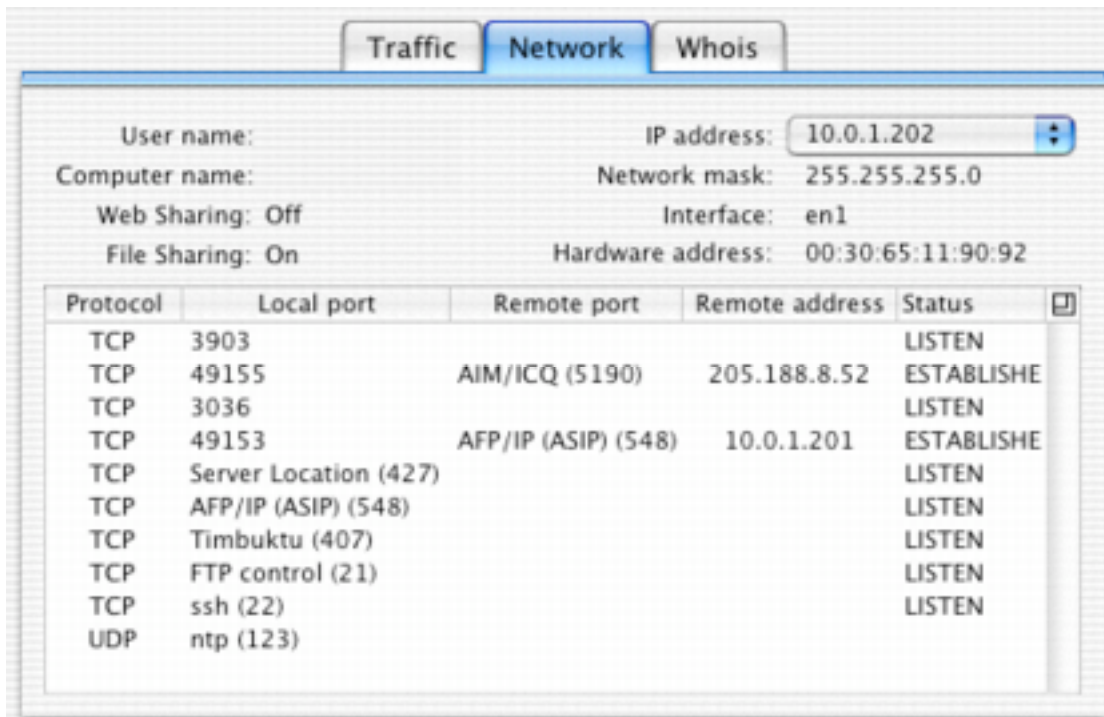 Traffic Network Whois
User name: IP address: 10.0.1.202
Computer name: Network mask: 255.255.255.0
Web Sharing: Off Interface: en1
File Sharing: On Hardware address: 00:30:65:11:90:92
Protocol Local port Remote port Remote address Status
TCP 3903 LISTEN
TCP 49155 AIM/ICQ (5190) 205.188.8.52 ESTABLISHE
TCP 3036 LISTEN
TCP 49153 AFP/IP (ASIP) (548) 10.0.1.201 ESTABLISHE
TCP Server Location (427) LISTEN
TCP AFP/IP (ASIP) (548) LISTEN
TCP Timbuktu (407) LISTEN
TCP FTP control (21) LISTEN
TCP ssh (22) LISTEN
UDP ntp (123)